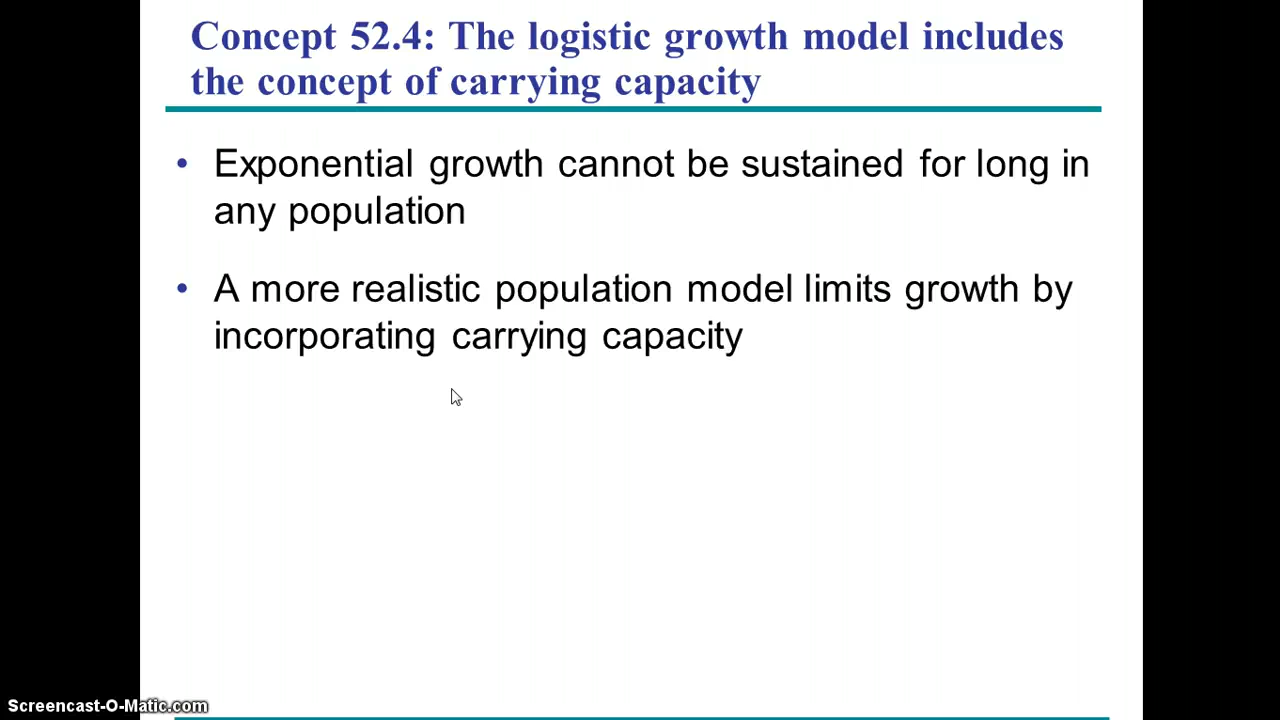 Concept 52.4: The logistic growth model includes
the concept of carrying capacity
• Exponential growth cannot be sustained for long in
any population
• A more realistic population model limits growth by
incorporating carrying capacity
Screencast-O-Matic.com